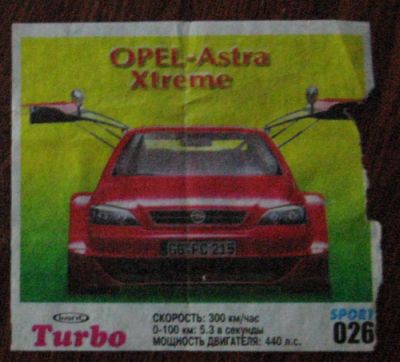 OPEL-Astra
Xtreme
GG·FC 215
Turbo
СКОРОСТЬ: 300 км/час
0-100 км: 5.3 в секунды
МОЩНОСТЬ ДВИГАТЕЛЯ: 440 л.с.
SPORT
026